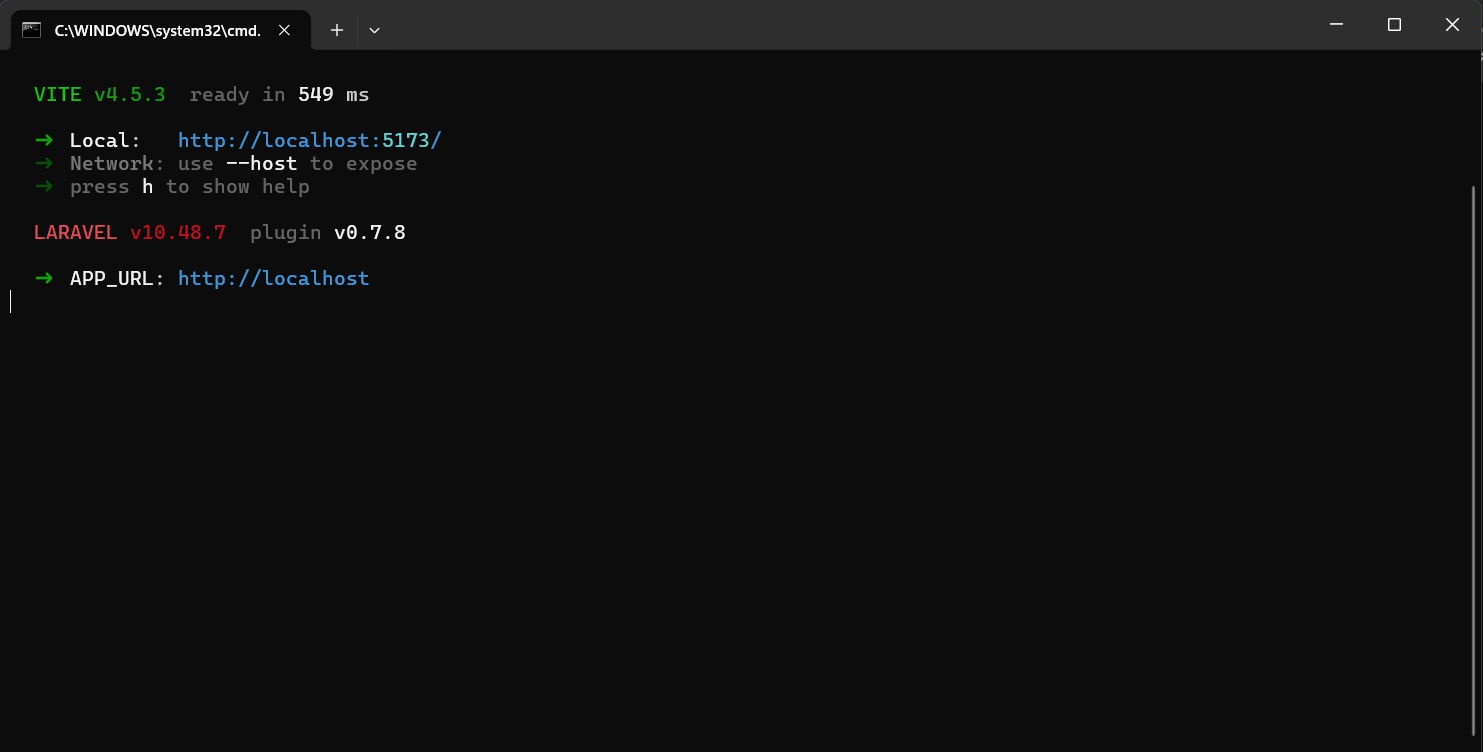 C:\WINDOWS\system32\cmd.
VITE v4.5.3  ready in 549 ms
➜  Local:   http://localhost:5173/
➜  Network: use --host to expose
➜  press h to show help
LARAVEL v10.48.7  plugin v0.7.8
➜  APP_URL: http://localhost